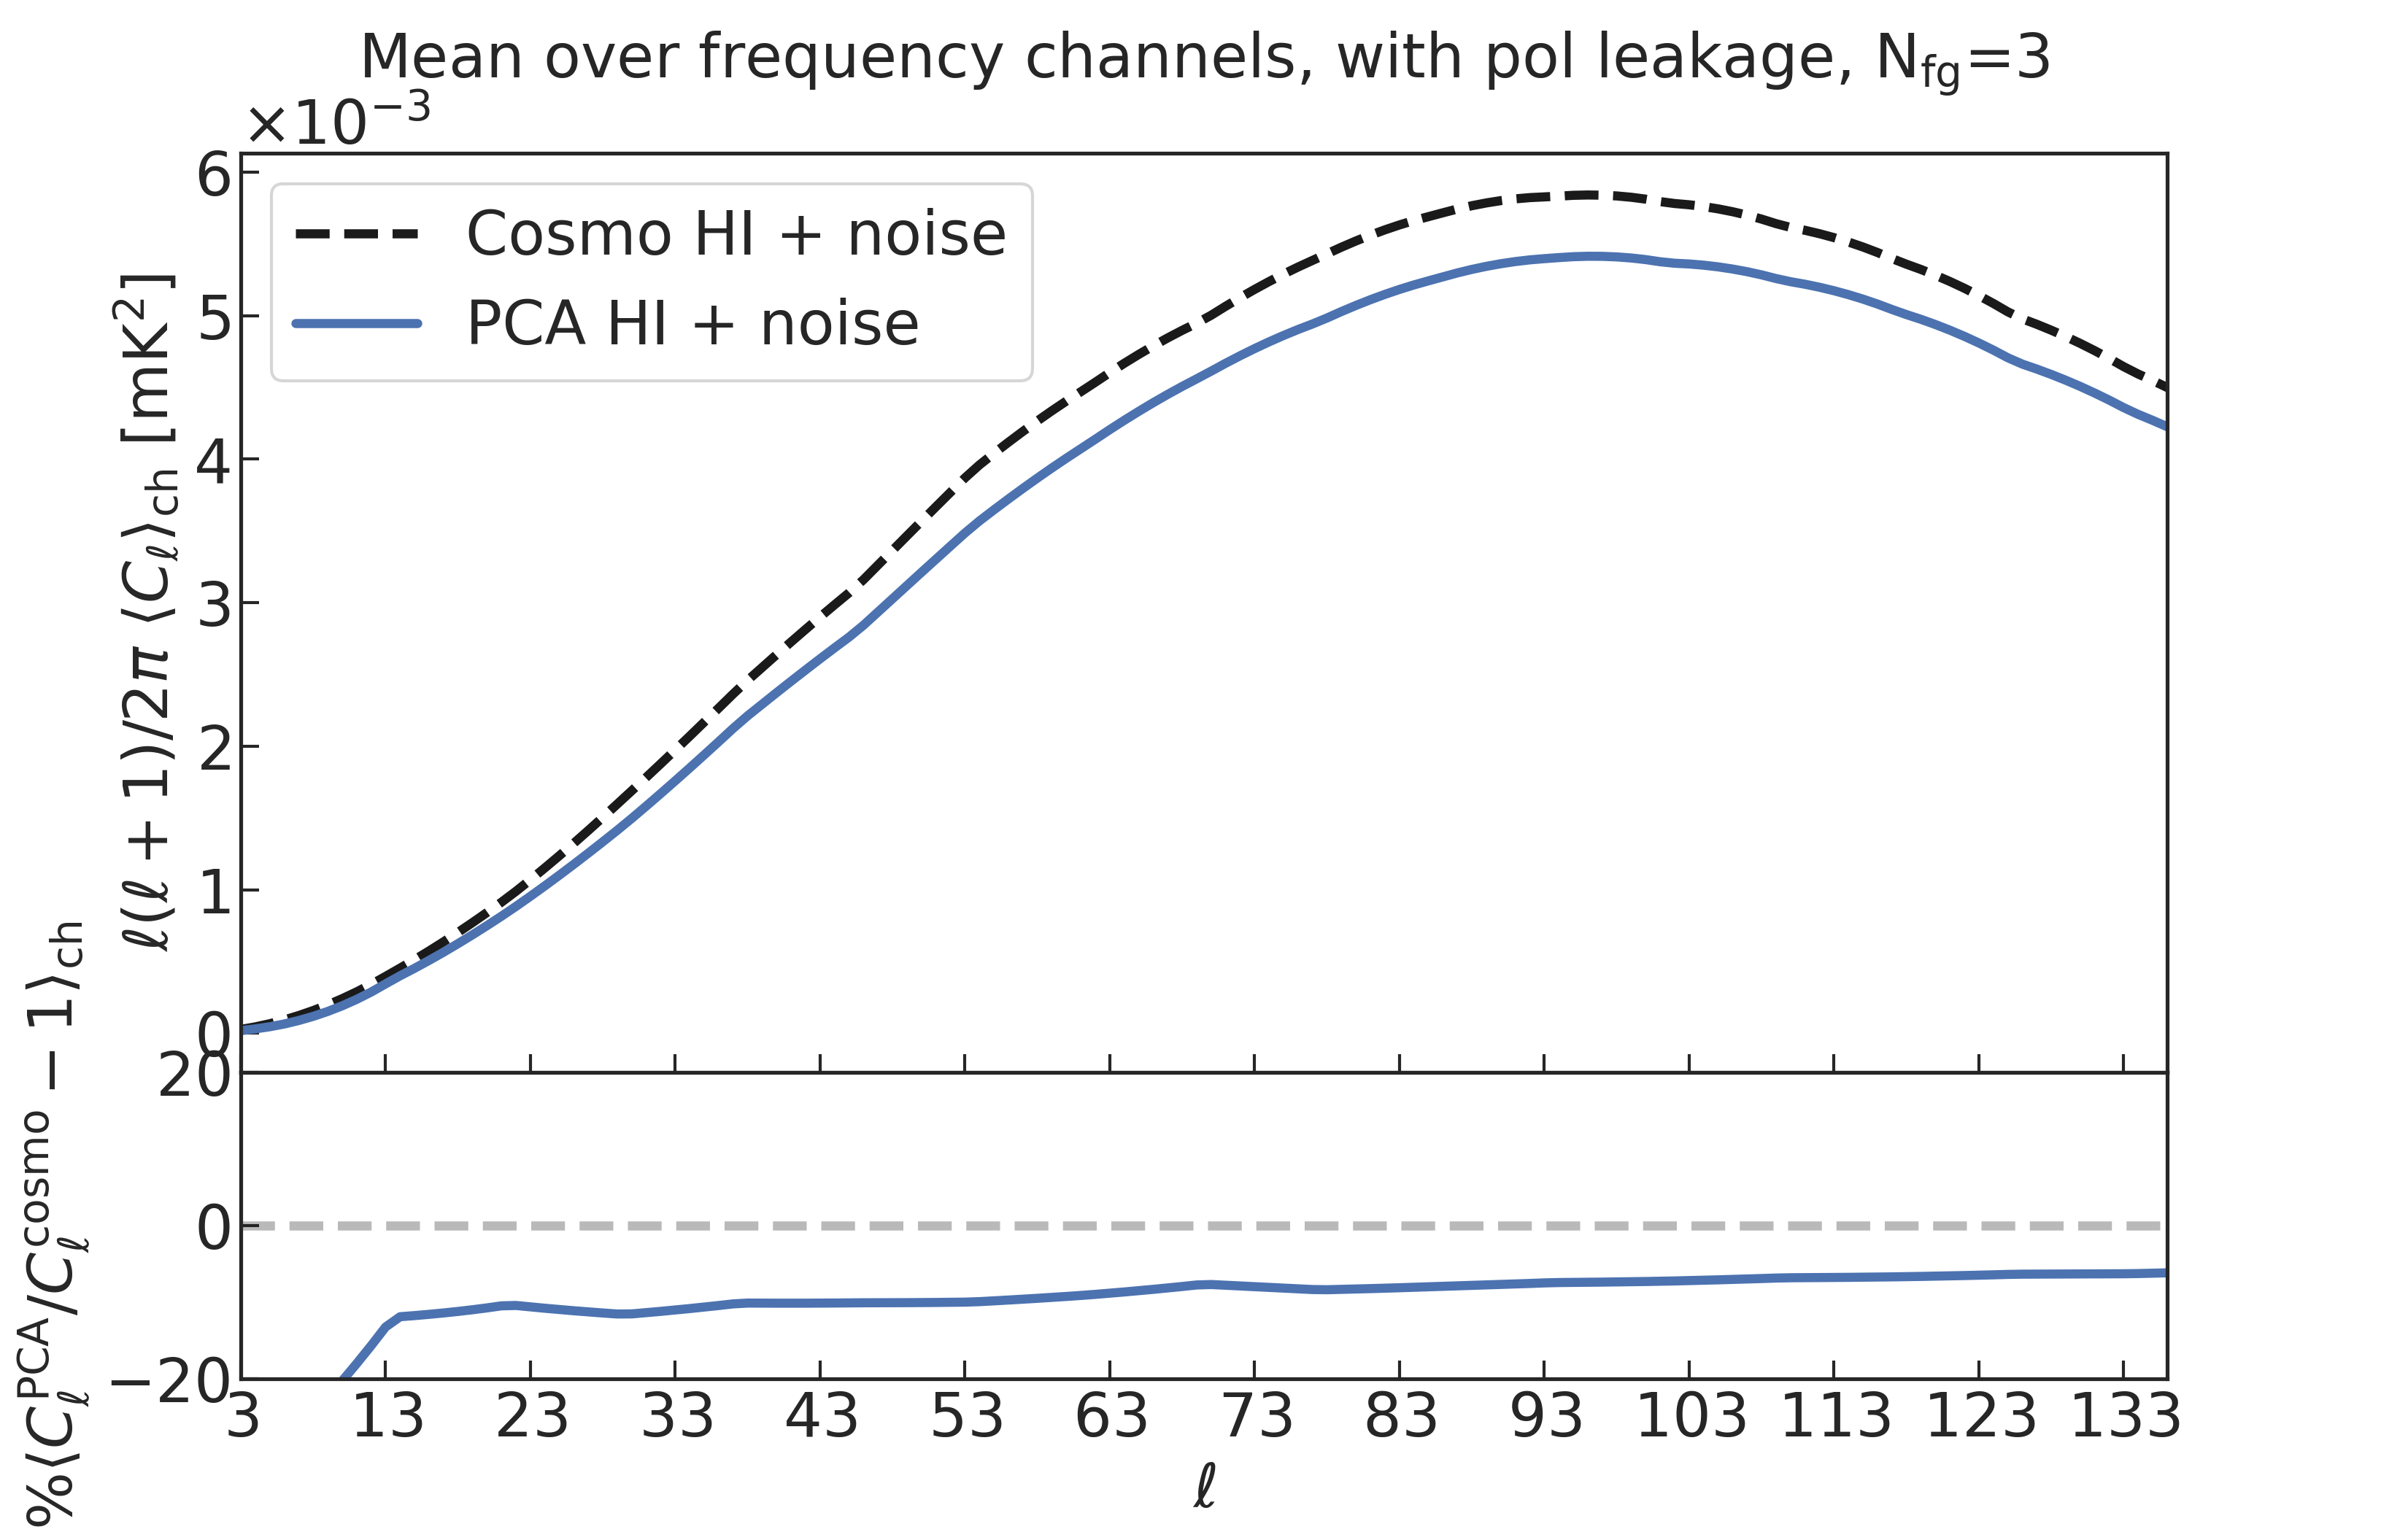 Mean over frequency channels, with pol leakage, N_fg=3
×10⁻³
ℓ(ℓ + 1)/2π ⟨C_ℓ⟩_ch [mK²]
6
5
4
3
2
1
0
Cosmo HI + noise
PCA HI + noise
%⟨C_ℓ^PCA/C_ℓ^cosmo − 1⟩_ch
20
0
−20
3 13 23 33 43 53 63 73 83 93 103 113 123 133
ℓ